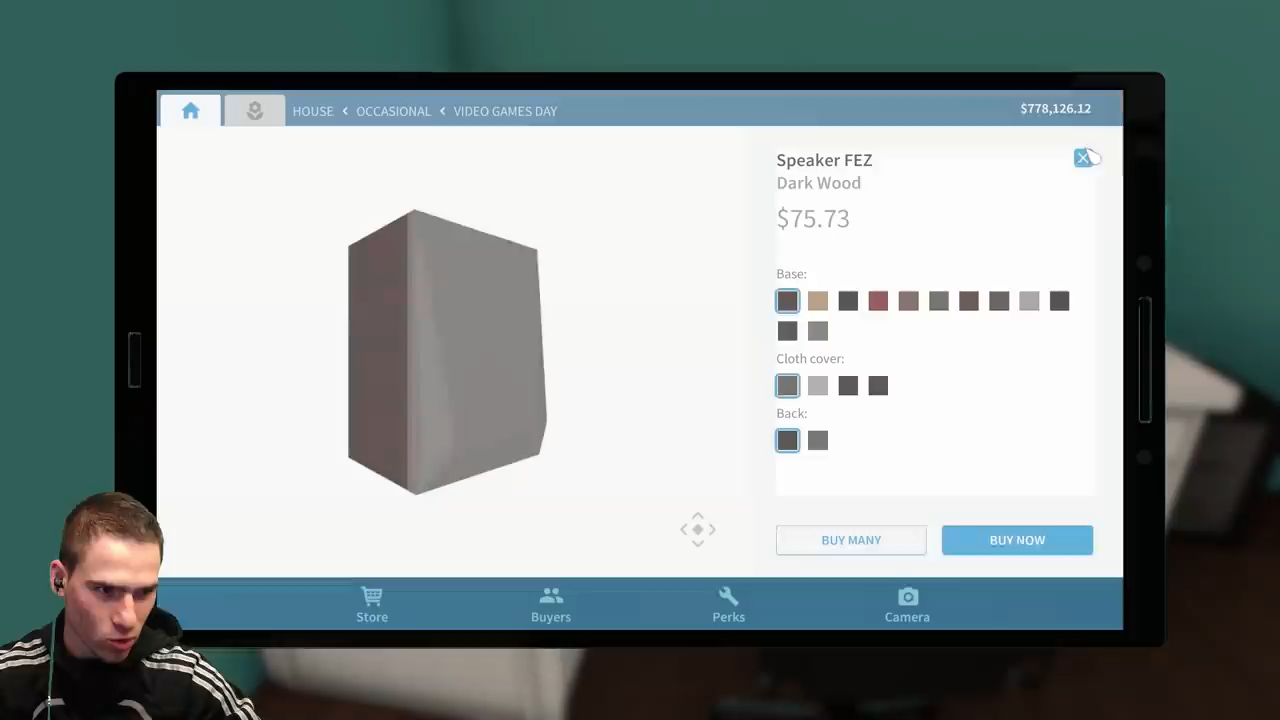 HOUSE < OCCASIONAL < VIDEO GAMES DAY
$778,126.12
Speaker FEZ
Dark Wood
$75.73
Base:
Cloth cover:
Back:
BUY MANY
BUY NOW
Store
Buyers
Perks
Camera